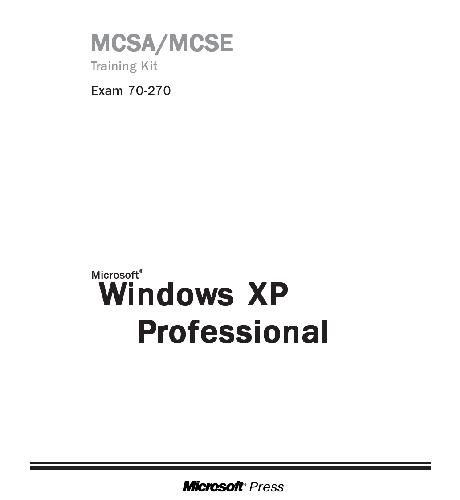 MCSA/MCSE
Training Kit
Exam 70-270
Microsoft®
Windows XP
Professional
Microsoft® Press